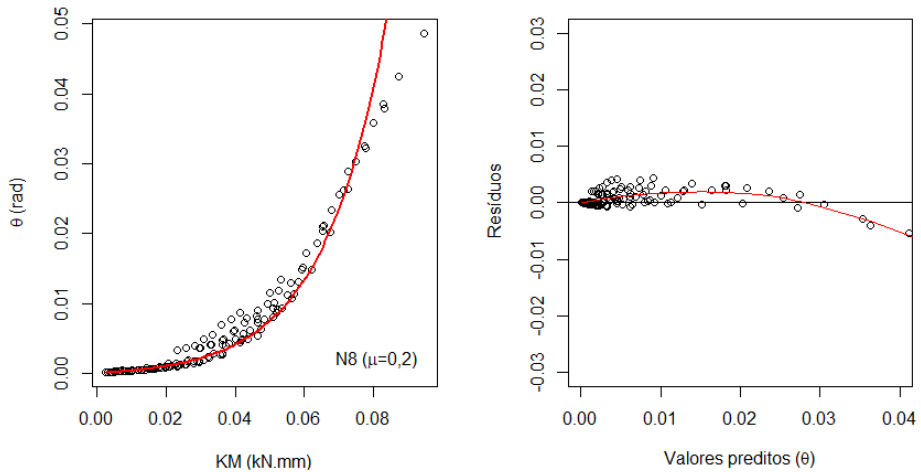 0.05
0.04
0.03
0.02
0.01
0.00
θ (rad)
N8 (μ=0,2)
0.00 0.02 0.04 0.06 0.08
KM (kN.mm)
0.03
0.02
0.01
0.00
-0.01
-0.02
-0.03
Resíduos
0.00 0.01 0.02 0.03 0.04
Valores preditos (θ)